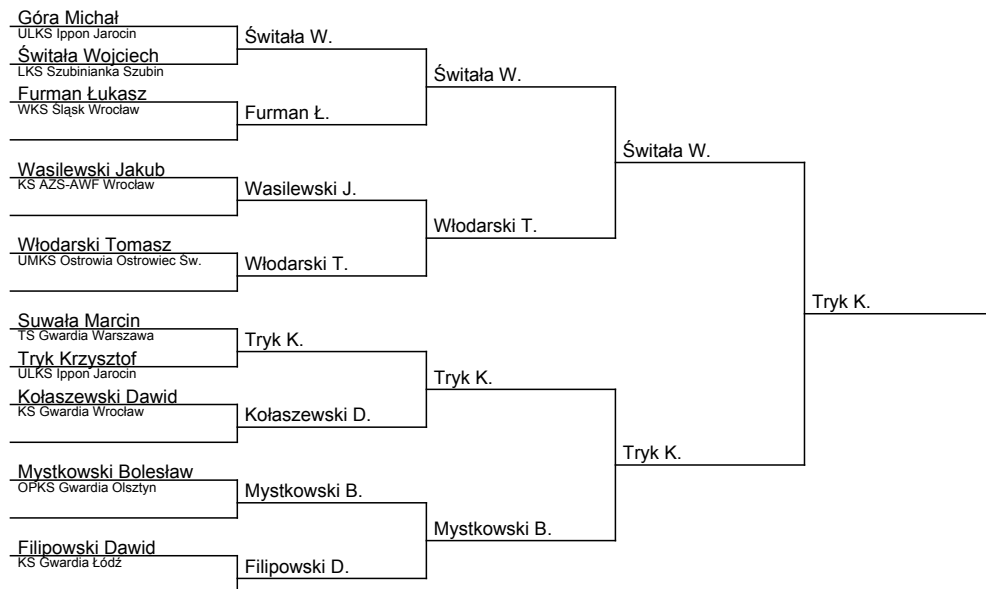 Góra Michał
ULKS Ippon Jarocin
Świtała Wojciech
LKS Szubinianka Szubin
Furman Łukasz
WKS Śląsk Wrocław
Wasilewski Jakub
KS AZS-AWF Wrocław
Włodarski Tomasz
UMKS Ostrowia Ostrowiec Św.
Suwała Marcin
TS Gwardia Warszawa
Tryk Krzysztof
ULKS Ippon Jarocin
Kołaszewski Dawid
KS Gwardia Wrocław
Mystkowski Bolesław
OPKS Gwardia Olsztyn
Filipowski Dawid
KS Gwardia Łódź
Świtała W.
Furman Ł.
Wasilewski J.
Włodarski T.
Tryk K.
Kołaszewski D.
Mystkowski B.
Filipowski D.
Świtała W.
Włodarski T.
Tryk K.
Mystkowski B.
Świtała W.
Tryk K.
Tryk K.